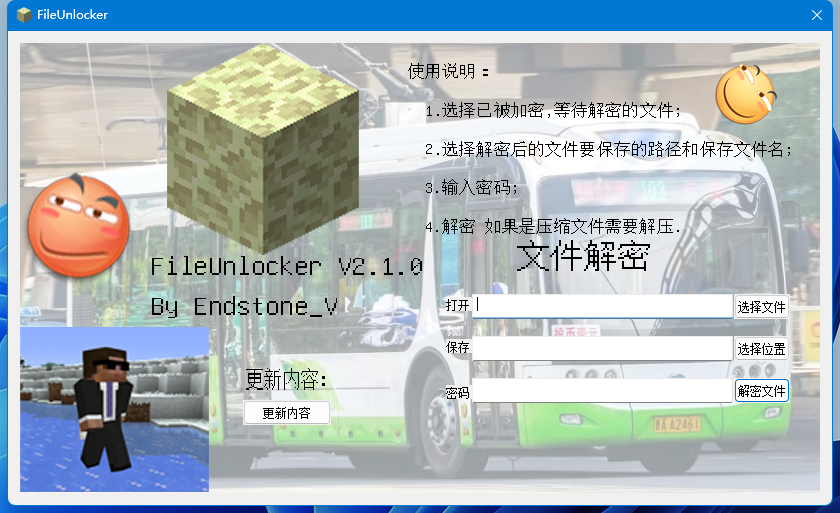 FileUnlocker
使用说明：
1.选择已被加密,等待解密的文件;
2.选择解密后的文件要保存的路径和保存文件名;
3.输入密码;
4.解密 如果是压缩文件需要解压.
文件解密
FileUnlocker V2.1.0
By Endstone_V
打开
选择文件
保存
选择位置
密码
解密文件
更新内容:
更新内容